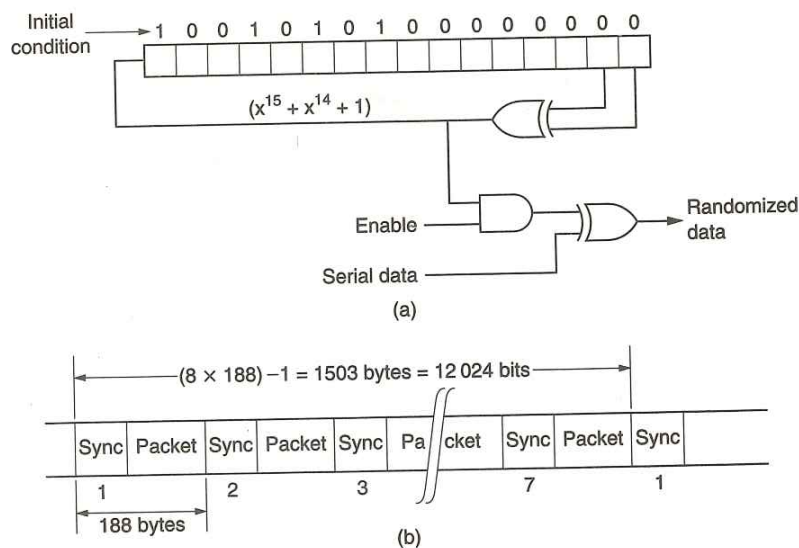 Initial
condition
1 0 0 1 0 1 0 1 0 0 0 0 0 0 0 0
(x¹⁵ + x¹⁴ + 1)
Enable
Serial data
Randomized
data
(a)
(8 × 188) – 1 = 1503 bytes = 12 024 bits
Sync Packet Sync Packet Sync Pa cket Sync Packet Sync
1 2 3 7 1
188 bytes
(b)